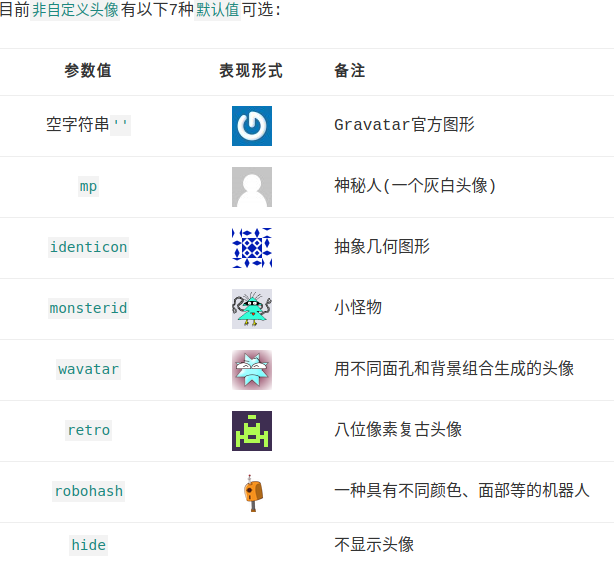 目前非自定义头像有以下7种默认值可选:
参数值 表现形式 备注
空字符串'' Gravatar官方图形
mp 神秘人(一个灰白头像)
identicon 抽象几何图形
monsterid 小怪物
wavatar 用不同面孔和背景组合生成的头像
retro 八位像素复古头像
robohash 一种具有不同颜色、面部等的机器人
hide 不显示头像